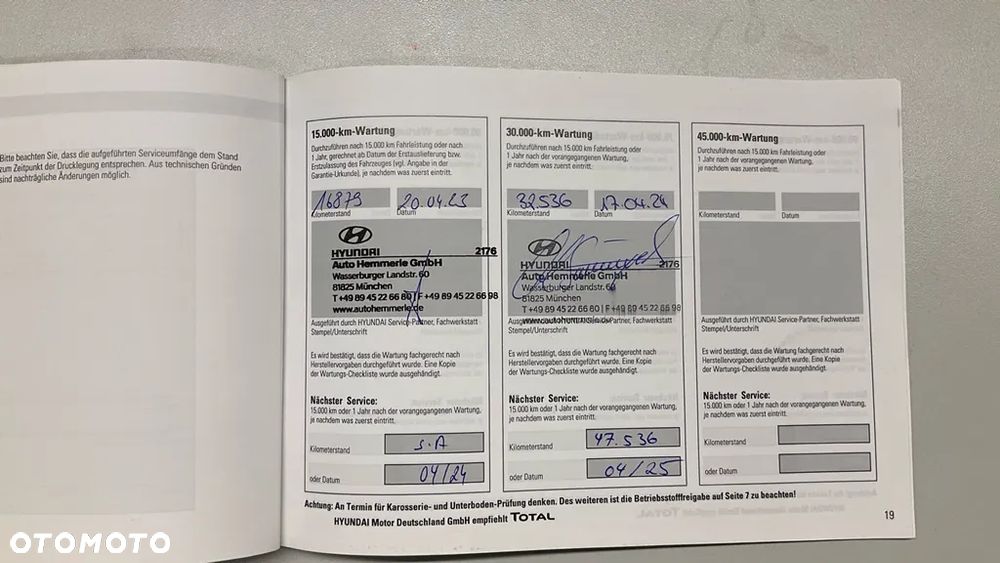 Bitte beachten Sie, dass die aufgeführten Serviceumfänge dem Stand
zum Zeitpunkt der Drucklegung entsprechen. Aus technischen Gründen
sind nachträgliche Änderungen möglich.
15.000-km-Wartung
Durchzuführen nach 15.000 km Fahrleistung oder nach
1 Jahr, gerechnet ab Datum der Erstauslieferung bzw.
Erstzulassung des Fahrzeuges (vgl. Angabe in der
Garantie-Urkunde), je nachdem was zuerst eintritt.
16879 20.04.23
Kilometerstand Datum
HYUNDAI 2176
Auto Hemmerle GmbH
Wasserburger Landstr. 60
81825 München
T +49 89 45 22 66 80 | F +49 89 45 22 66 98
www.autohemmerle.de
Ausgeführt durch HYUNDAI Service-Partner, Fachwerkstatt
Stempel/Unterschrift
Es wird bestätigt, dass die Wartung fachgerecht nach
Herstellervorgaben durchgeführt wurde. Eine Kopie
der Wartungs-Checkliste wurde ausgehändigt.
Nächster Service:
15.000 km oder 1 Jahr nach der vorangegangenen Wartung,
je nachdem was zuerst eintritt.
Kilometerstand s.A
oder Datum 04/24
30.000-km-Wartung
Durchzuführen nach 15.000 km Fahrleistung oder
1 Jahr nach der vorangegangenen Wartung,
je nachdem was zuerst eintritt.
32.536 17.04.24
Kilometerstand Datum
HYUNDAI 2176
Auto Hemmerle GmbH
Wasserburger Landstr. 60
81825 München
T +49 89 45 22 66 80 | F +49 89 45 22 66 98
www.autohemmerle.de
Ausgeführt durch HYUNDAI Service-Partner, Fachwerkstatt
Stempel/Unterschrift
Es wird bestätigt, dass die Wartung fachgerecht nach
Herstellervorgaben durchgeführt wurde. Eine Kopie
der Wartungs-Checkliste wurde ausgehändigt.
Nächster Service:
15.000 km oder 1 Jahr nach der vorangegangenen Wartung,
je nachdem was zuerst eintritt.
Kilometerstand 47.536
oder Datum 04/25
45.000-km-Wartung
Durchzuführen nach 15.000 km Fahrleistung oder
1 Jahr nach der vorangegangenen Wartung,
je nachdem was zuerst eintritt.
Kilometerstand Datum
Ausgeführt durch HYUNDAI Service-Partner, Fachwerkstatt
Stempel/Unterschrift
Es wird bestätigt, dass die Wartung fachgerecht nach
Herstellervorgaben durchgeführt wurde. Eine Kopie
der Wartungs-Checkliste wurde ausgehändigt.
Nächster Service:
15.000 km oder 1 Jahr nach der vorangegangenen Wartung,
je nachdem was zuerst eintritt.
Kilometerstand
oder Datum
Achtung: An Termin für Karosserie- und Unterboden-Prüfung denken. Des weiteren ist die Betriebsstofffreigabe auf Seite 7 zu beachten!
HYUNDAI Motor Deutschland GmbH empfiehlt TOTAL
19
OTOMOTO